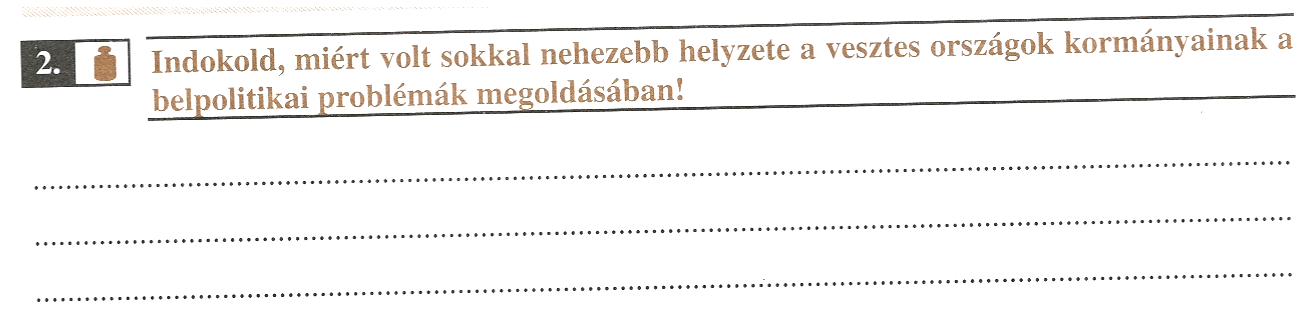 2. Indokold, miért volt sokkal nehezebb helyzete a vesztes országok kormányainak a
belpolitikai problémák megoldásában!